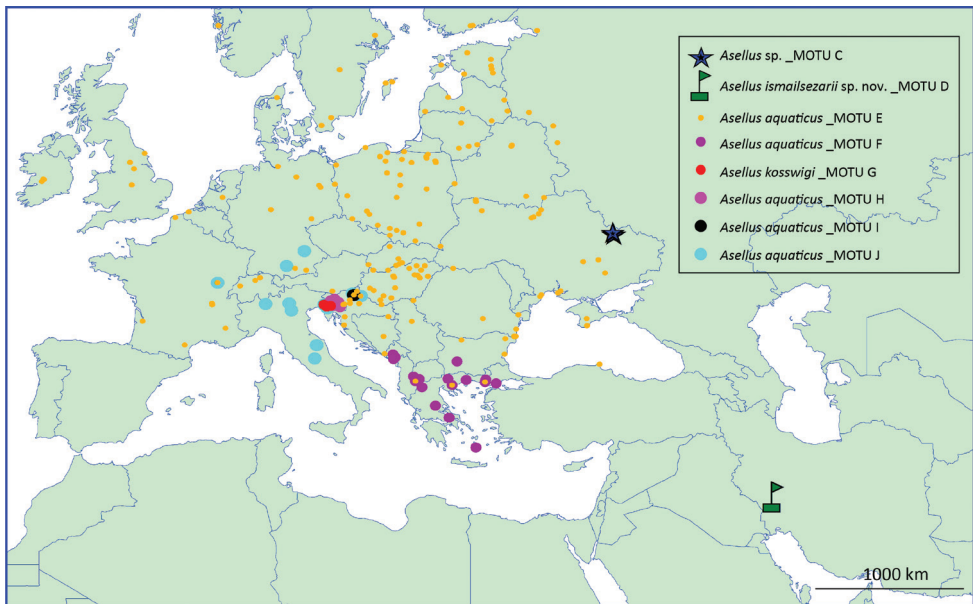 Asellus sp. _MOTU C
Asellus ismailsezarii sp. nov. _MOTU D
Asellus aquaticus _MOTU E
Asellus aquaticus _MOTU F
Asellus kosswigi _MOTU G
Asellus aquaticus _MOTU H
Asellus aquaticus _MOTU I
Asellus aquaticus _MOTU J
1000 km